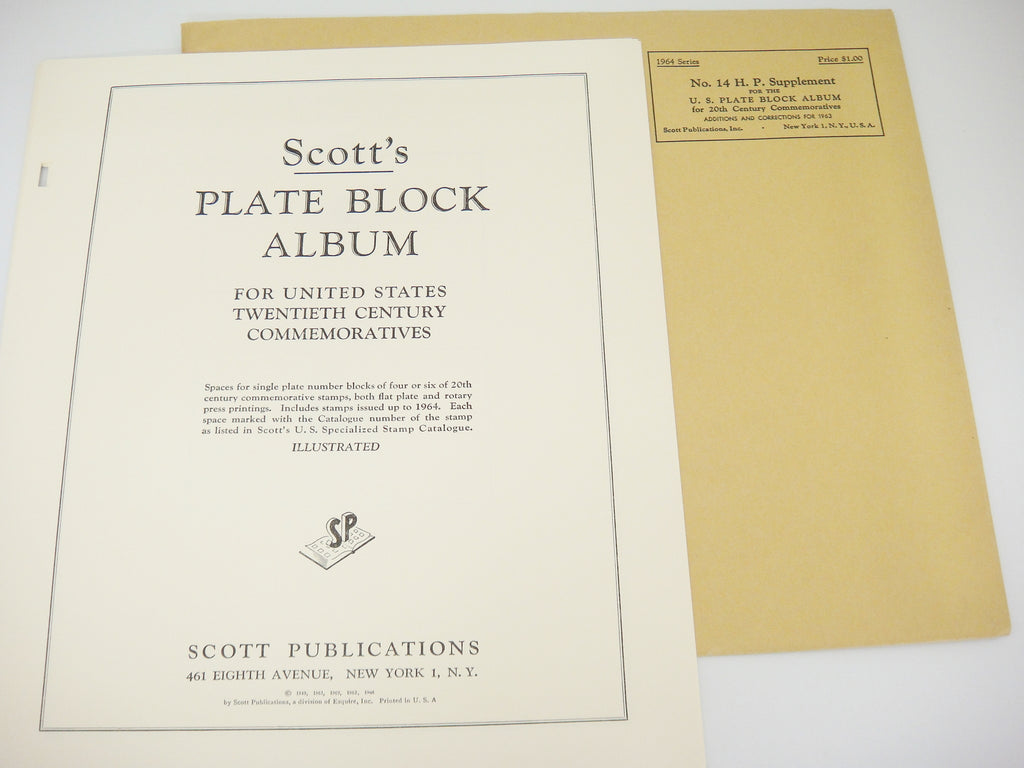 Scott's
PLATE BLOCK
ALBUM
FOR UNITED STATES
TWENTIETH CENTURY
COMMEMORATIVES
Spaces for single plate number blocks of four or six of 20th
century commemorative stamps, both flat plate and rotary
press printings. Includes stamps issued up to 1964. Each
space marked with the Catalogue number of the stamp
as listed in Scott's U. S. Specialized Stamp Catalogue.
ILLUSTRATED
SP
SCOTT PUBLICATIONS
461 EIGHTH AVENUE, NEW YORK 1, N. Y.
©
by Scott Publications, a division of Esquire, Inc. Printed in U. S. A
1964 Series Price $1.00
No. 14 H. P. Supplement
FOR THE
U. S. PLATE BLOCK ALBUM
for 20th Century Commemoratives
ADDITIONS AND CORRECTIONS FOR 1963
Scott Publications, Inc. · New York 1, N. Y., U. S. A.